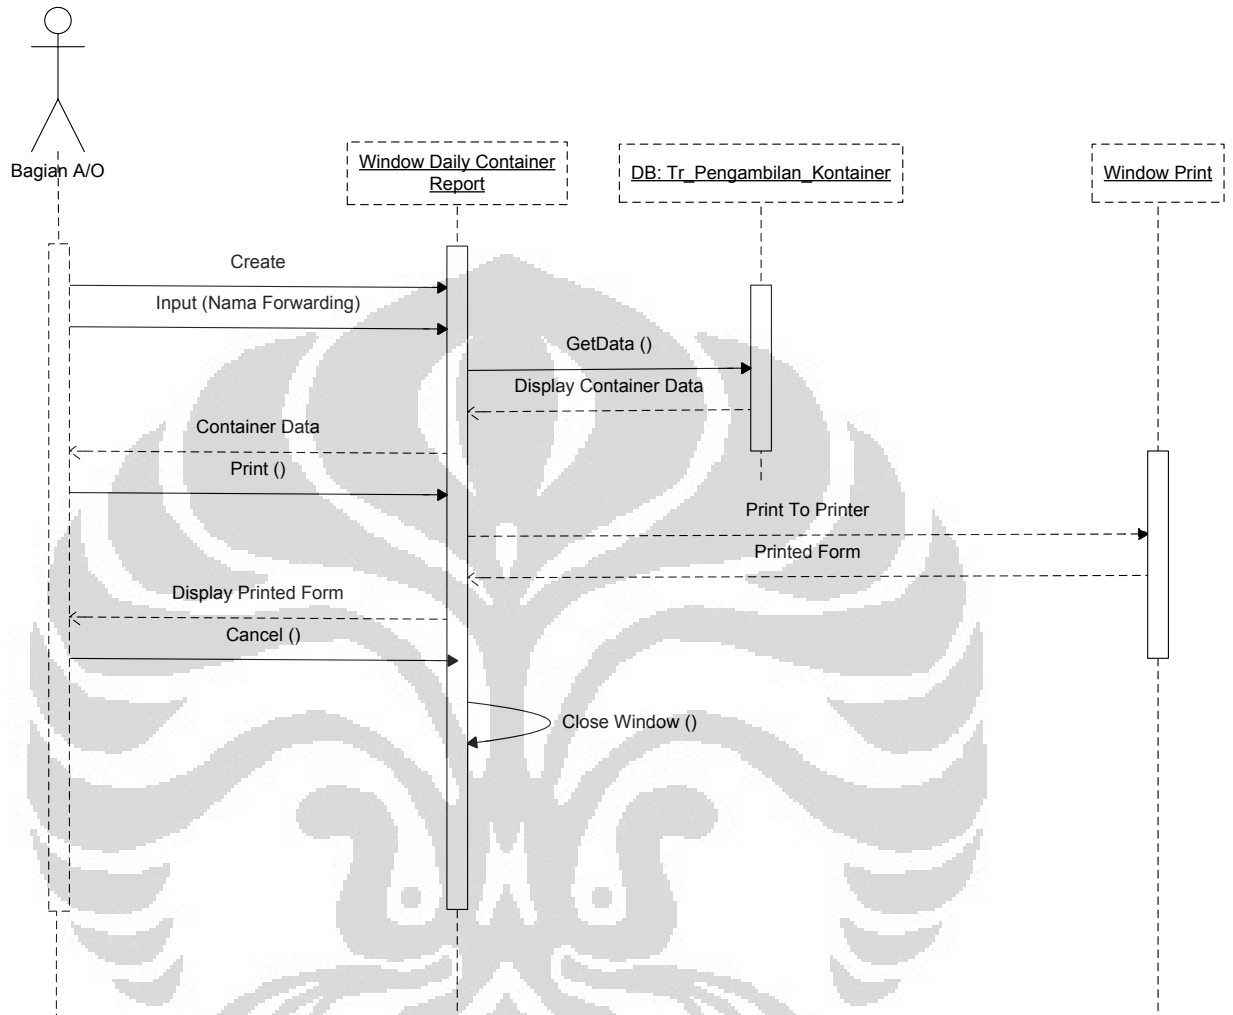 Bagian A/O
Window Daily Container
Report
DB: Tr_Pengambilan_Kontainer
Window Print
Create
Input (Nama Forwarding)
GetData ()
Display Container Data
Container Data
Print ()
Print To Printer
Printed Form
Display Printed Form
Cancel ()
Close Window ()